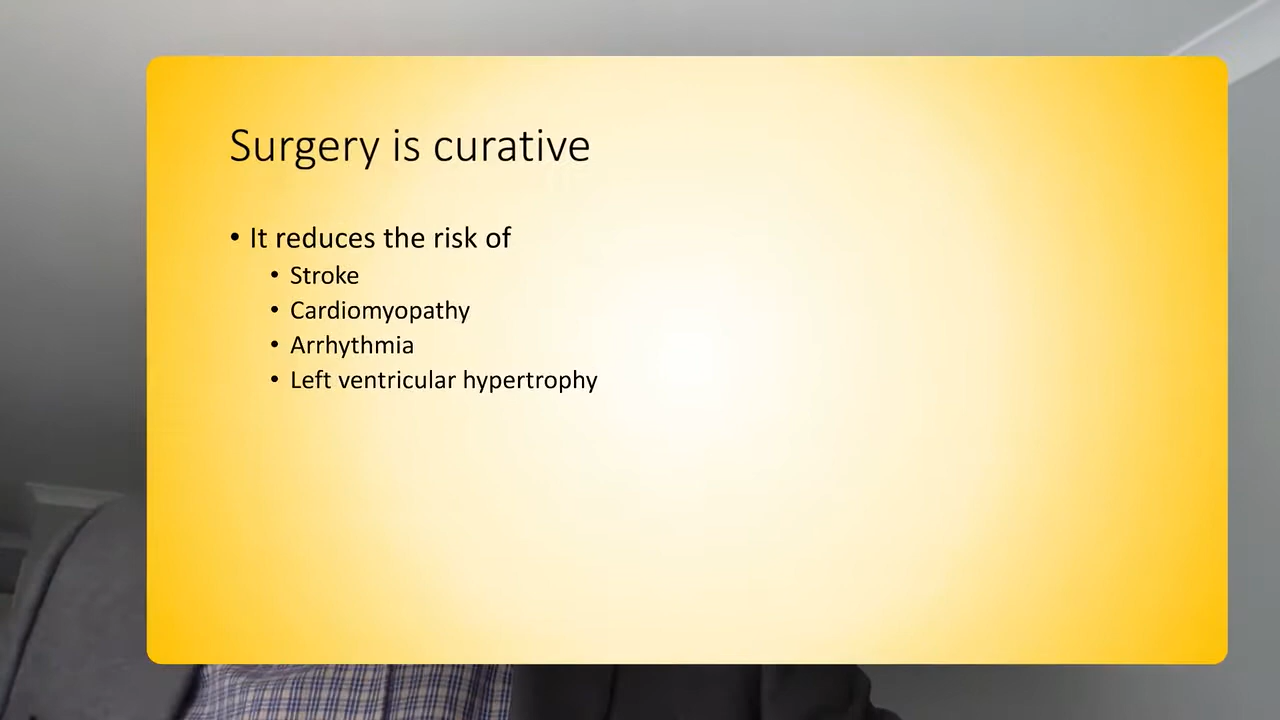 Surgery is curative
• It reduces the risk of
• Stroke
• Cardiomyopathy
• Arrhythmia
• Left ventricular hypertrophy